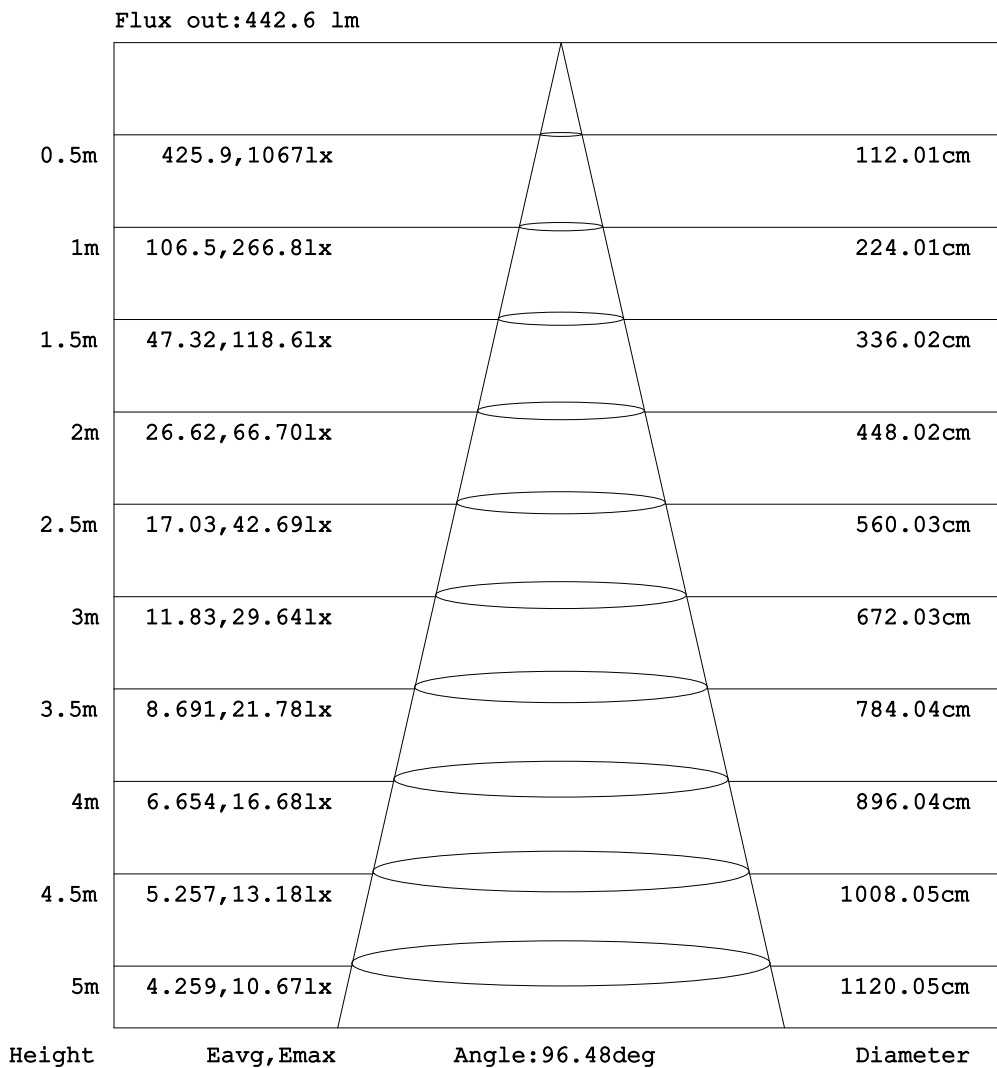 Flux out:442.6 lm
0.5m 425.9,1067lx 112.01cm
1m 106.5,266.8lx 224.01cm
1.5m 47.32,118.6lx 336.02cm
2m 26.62,66.70lx 448.02cm
2.5m 17.03,42.69lx 560.03cm
3m 11.83,29.64lx 672.03cm
3.5m 8.691,21.78lx 784.04cm
4m 6.654,16.68lx 896.04cm
4.5m 5.257,13.18lx 1008.05cm
5m 4.259,10.67lx 1120.05cm
Height Eavg,Emax Angle:96.48deg Diameter